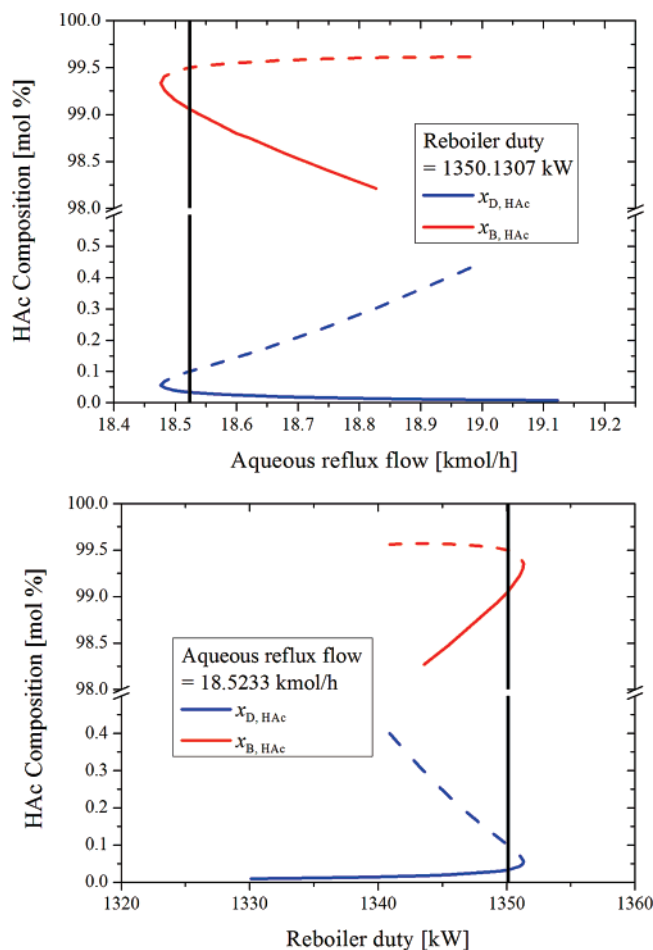 100.0
99.5
99.0
98.5
98.0
0.5
0.4
0.3
0.2
0.1
0.0
HAc Composition [mol %]
Reboiler duty
= 1350.1307 kW
x_D, HAc
x_B, HAc
18.4 18.5 18.6 18.7 18.8 18.9 19.0 19.1 19.2
Aqueous reflux flow [kmol/h]
100.0
99.5
99.0
98.5
98.0
0.4
0.3
0.2
0.1
0.0
HAc Composition [mol %]
Aqueous reflux flow
= 18.5233 kmol/h
x_D, HAc
x_B, HAc
1320 1330 1340 1350 1360
Reboiler duty [kW]